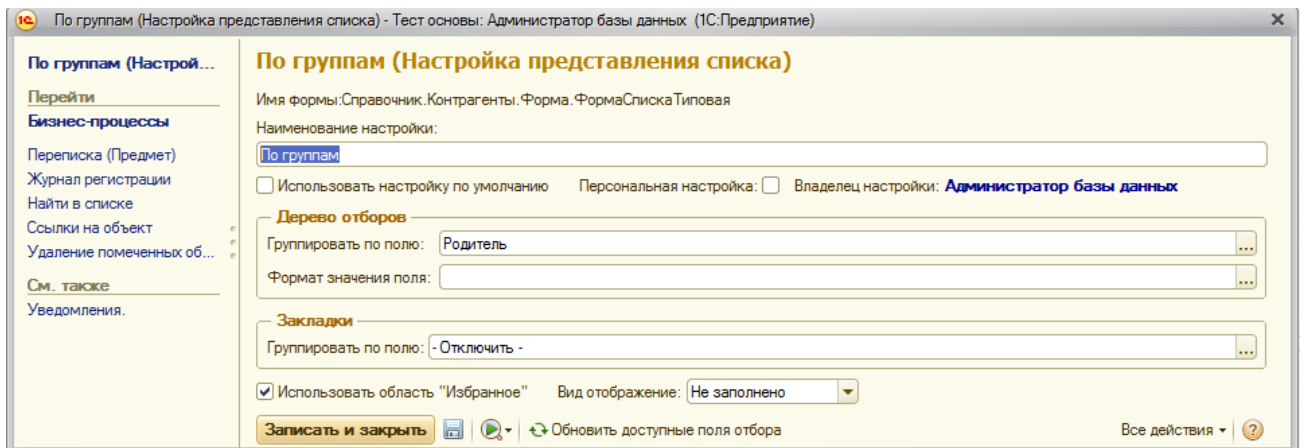 По группам (Настройка представления списка) - Тест основы: Администратор базы данных (1С:Предприятие)
По группам (Настрой...
Перейти
Бизнес-процессы
Переписка (Предмет)
Журнал регистрации
Найти в списке
Ссылки на объект
Удаление помеченных об...
См. также
Уведомления.
По группам (Настройка представления списка)
Имя формы:Справочник.Контрагенты.Форма.ФормаСпискаТиповая
Наименование настройки:
По группам
Использовать настройку по умолчанию Персональная настройка: Владелец настройки: Администратор базы данных
Дерево отборов
Группировать по полю: Родитель ...
Формат значения поля: ...
Закладки
Группировать по полю: - Отключить - ...
Использовать область "Избранное" Вид отображение: Не заполнено
Записать и закрыть Обновить доступные поля отбора Все действия ?